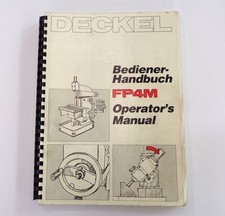 DECKEL
Bediener-
Handbuch
FP4M
Operator's
Manual